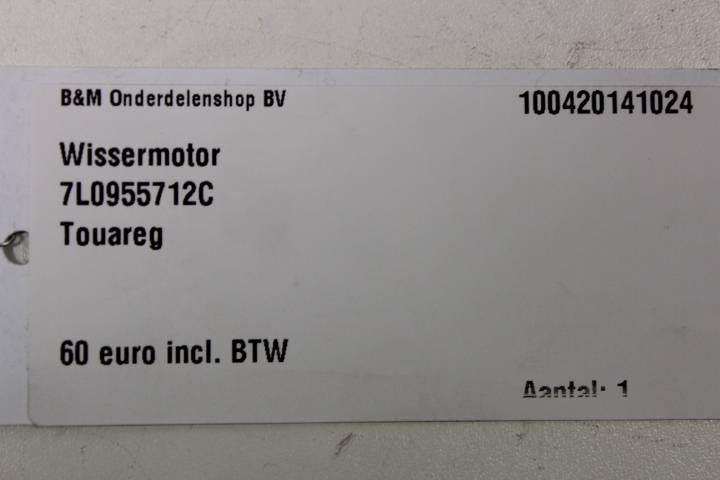 B&M Onderdelenshop BV 100420141024
Wissermotor
7L0955712C
Touareg
60 euro incl. BTW
Aantal: 1